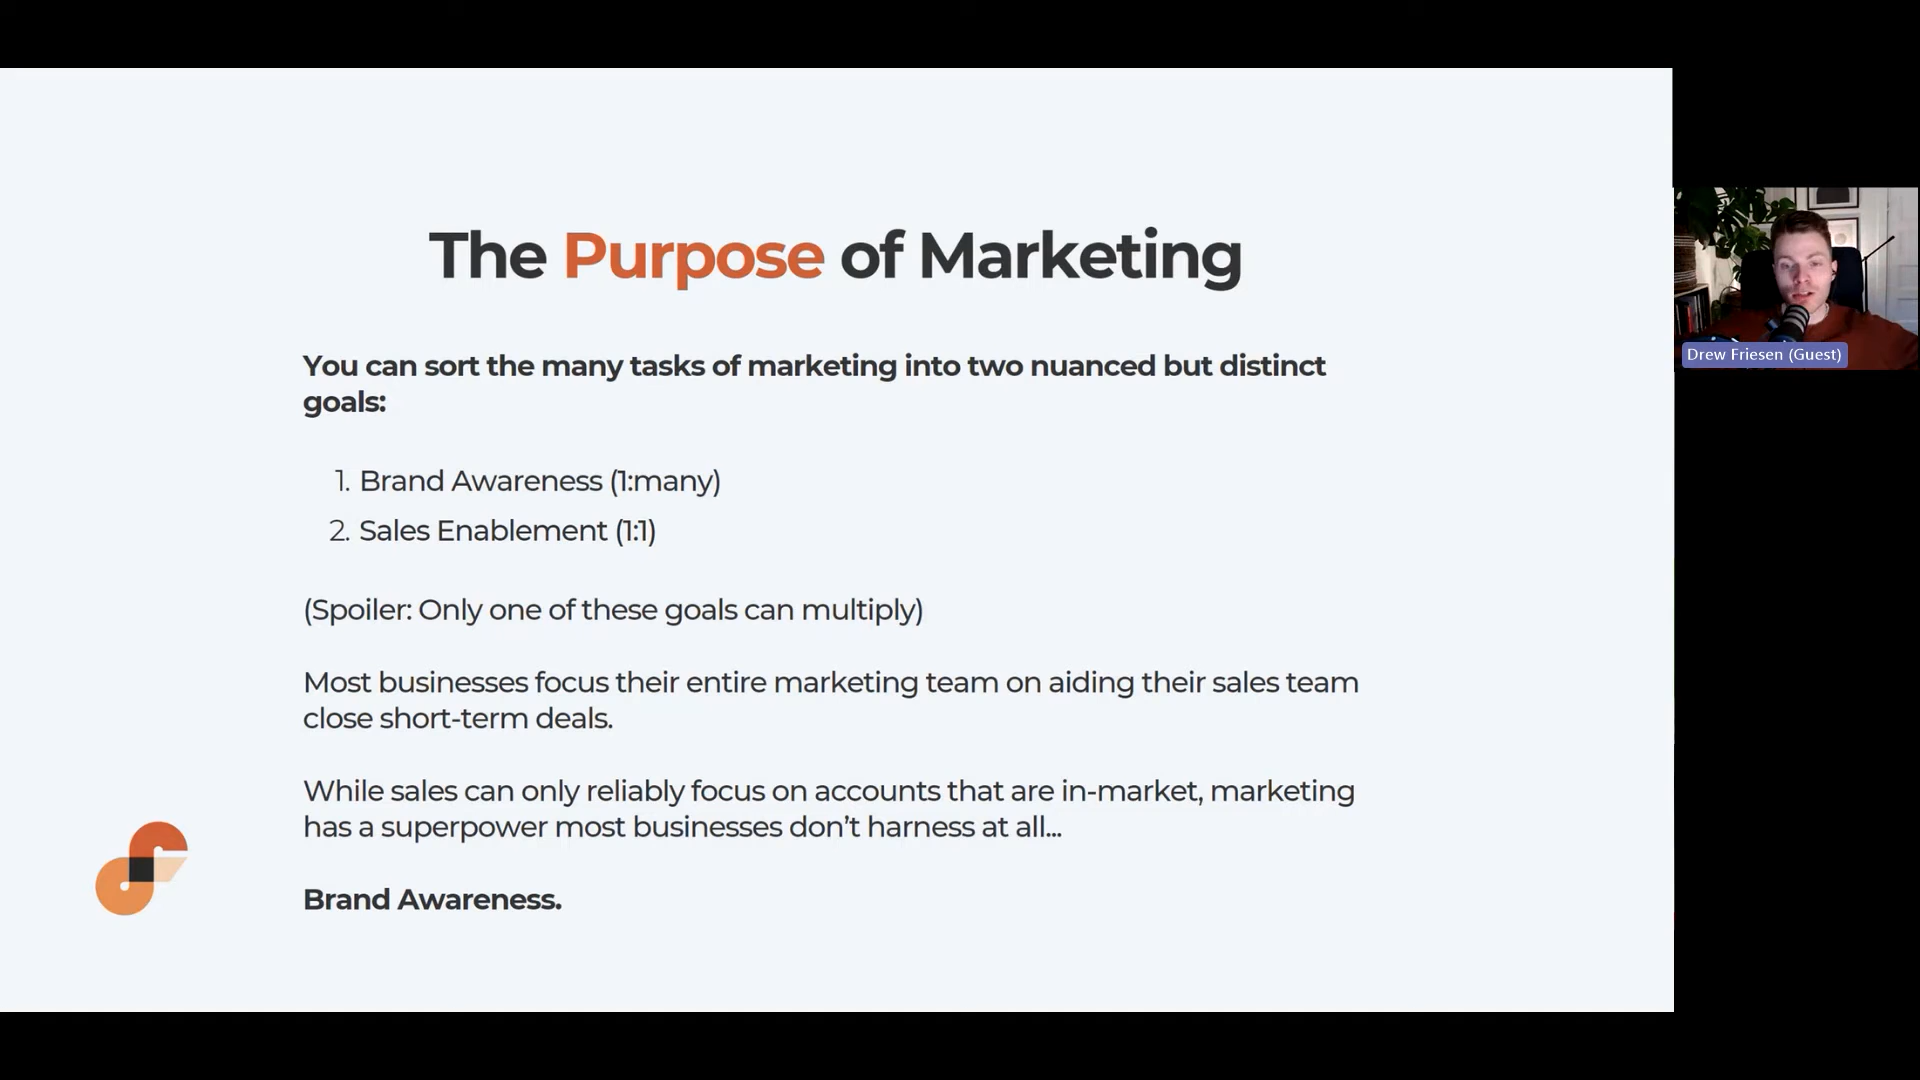 The Purpose of Marketing
You can sort the many tasks of marketing into two nuanced but distinct
goals:
1. Brand Awareness (1:many)
2. Sales Enablement (1:1)
(Spoiler: Only one of these goals can multiply)
Most businesses focus their entire marketing team on aiding their sales team
close short-term deals.
While sales can only reliably focus on accounts that are in-market, marketing
has a superpower most businesses don’t harness at all...
Brand Awareness.
Drew Friesen (Guest)